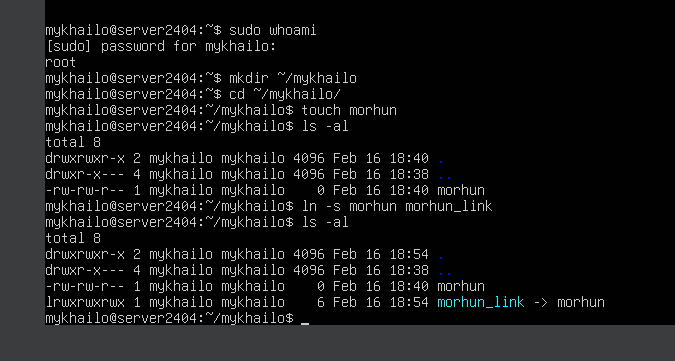 mykhailo@server2404:~$ sudo whoami
[sudo] password for mykhailo:
root
mykhailo@server2404:~$ mkdir ~/mykhailo
mykhailo@server2404:~$ cd ~/mykhailo/
mykhailo@server2404:~/mykhailo$ touch morhun
mykhailo@server2404:~/mykhailo$ ls -al
total 8
drwxrwxr-x 2 mykhailo mykhailo 4096 Feb 16 18:40 .
drwxr-x--- 4 mykhailo mykhailo 4096 Feb 16 18:38 ..
-rw-rw-r-- 1 mykhailo mykhailo    0 Feb 16 18:40 morhun
mykhailo@server2404:~/mykhailo$ ln -s morhun morhun_link
mykhailo@server2404:~/mykhailo$ ls -al
total 8
drwxrwxr-x 2 mykhailo mykhailo 4096 Feb 16 18:54 .
drwxr-x--- 4 mykhailo mykhailo 4096 Feb 16 18:38 ..
-rw-rw-r-- 1 mykhailo mykhailo    0 Feb 16 18:40 morhun
lrwxrwxrwx 1 mykhailo mykhailo    6 Feb 16 18:54 morhun_link -> morhun
mykhailo@server2404:~/mykhailo$ _